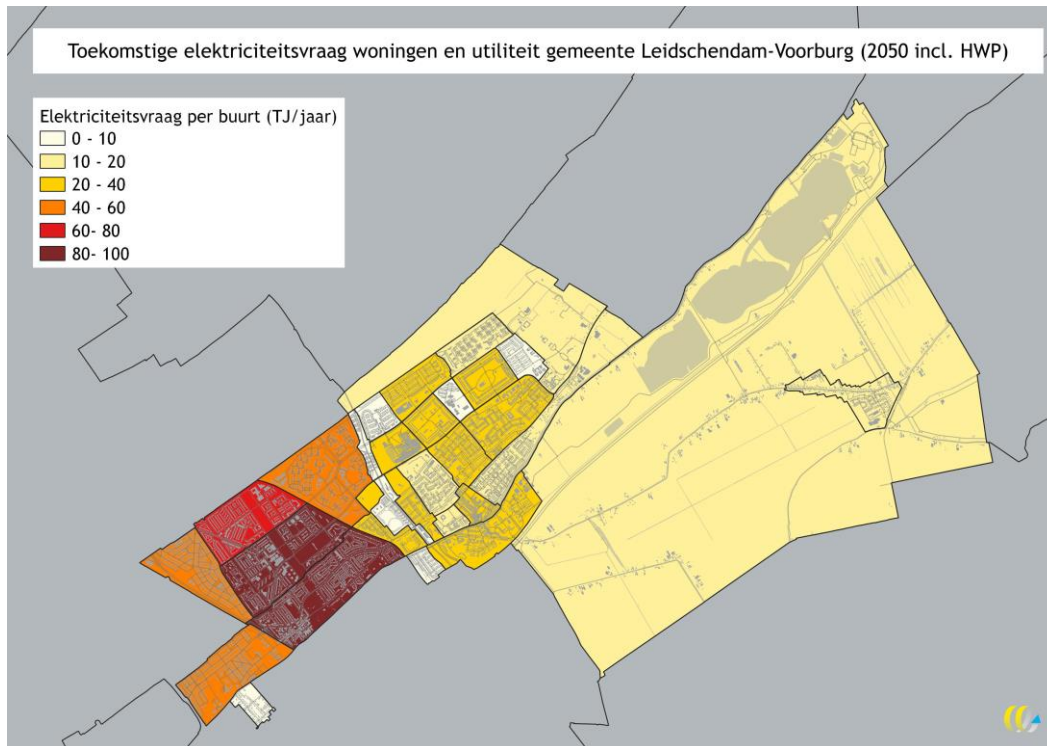 Toekomstige elektriciteitsvraag woningen en utiliteit gemeente Leidschendam-Voorburg (2050 incl. HWP)
Elektriciteitsvraag per buurt (TJ/jaar)
0 - 10
10 - 20
20 - 40
40 - 60
60- 80
80- 100